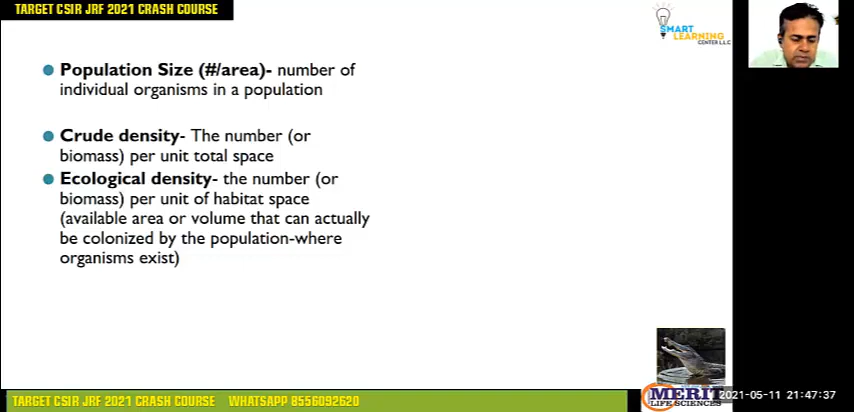 TARGET CSIR JRF 2021 CRASH COURSE
SMART
LEARNING
CENTER L.L.C
Population Size (#/area)- number of
individual organisms in a population
Crude density- The number (or
biomass) per unit total space
Ecological density- the number (or
biomass) per unit of habitat space
(available area or volume that can actually
be colonized by the population-where
organisms exist)
TARGET CSIR JRF 2021 CRASH COURSE WHATSAPP 8556092620
MERIT
LIFE SCIENCES
2021-05-11 21:47:37